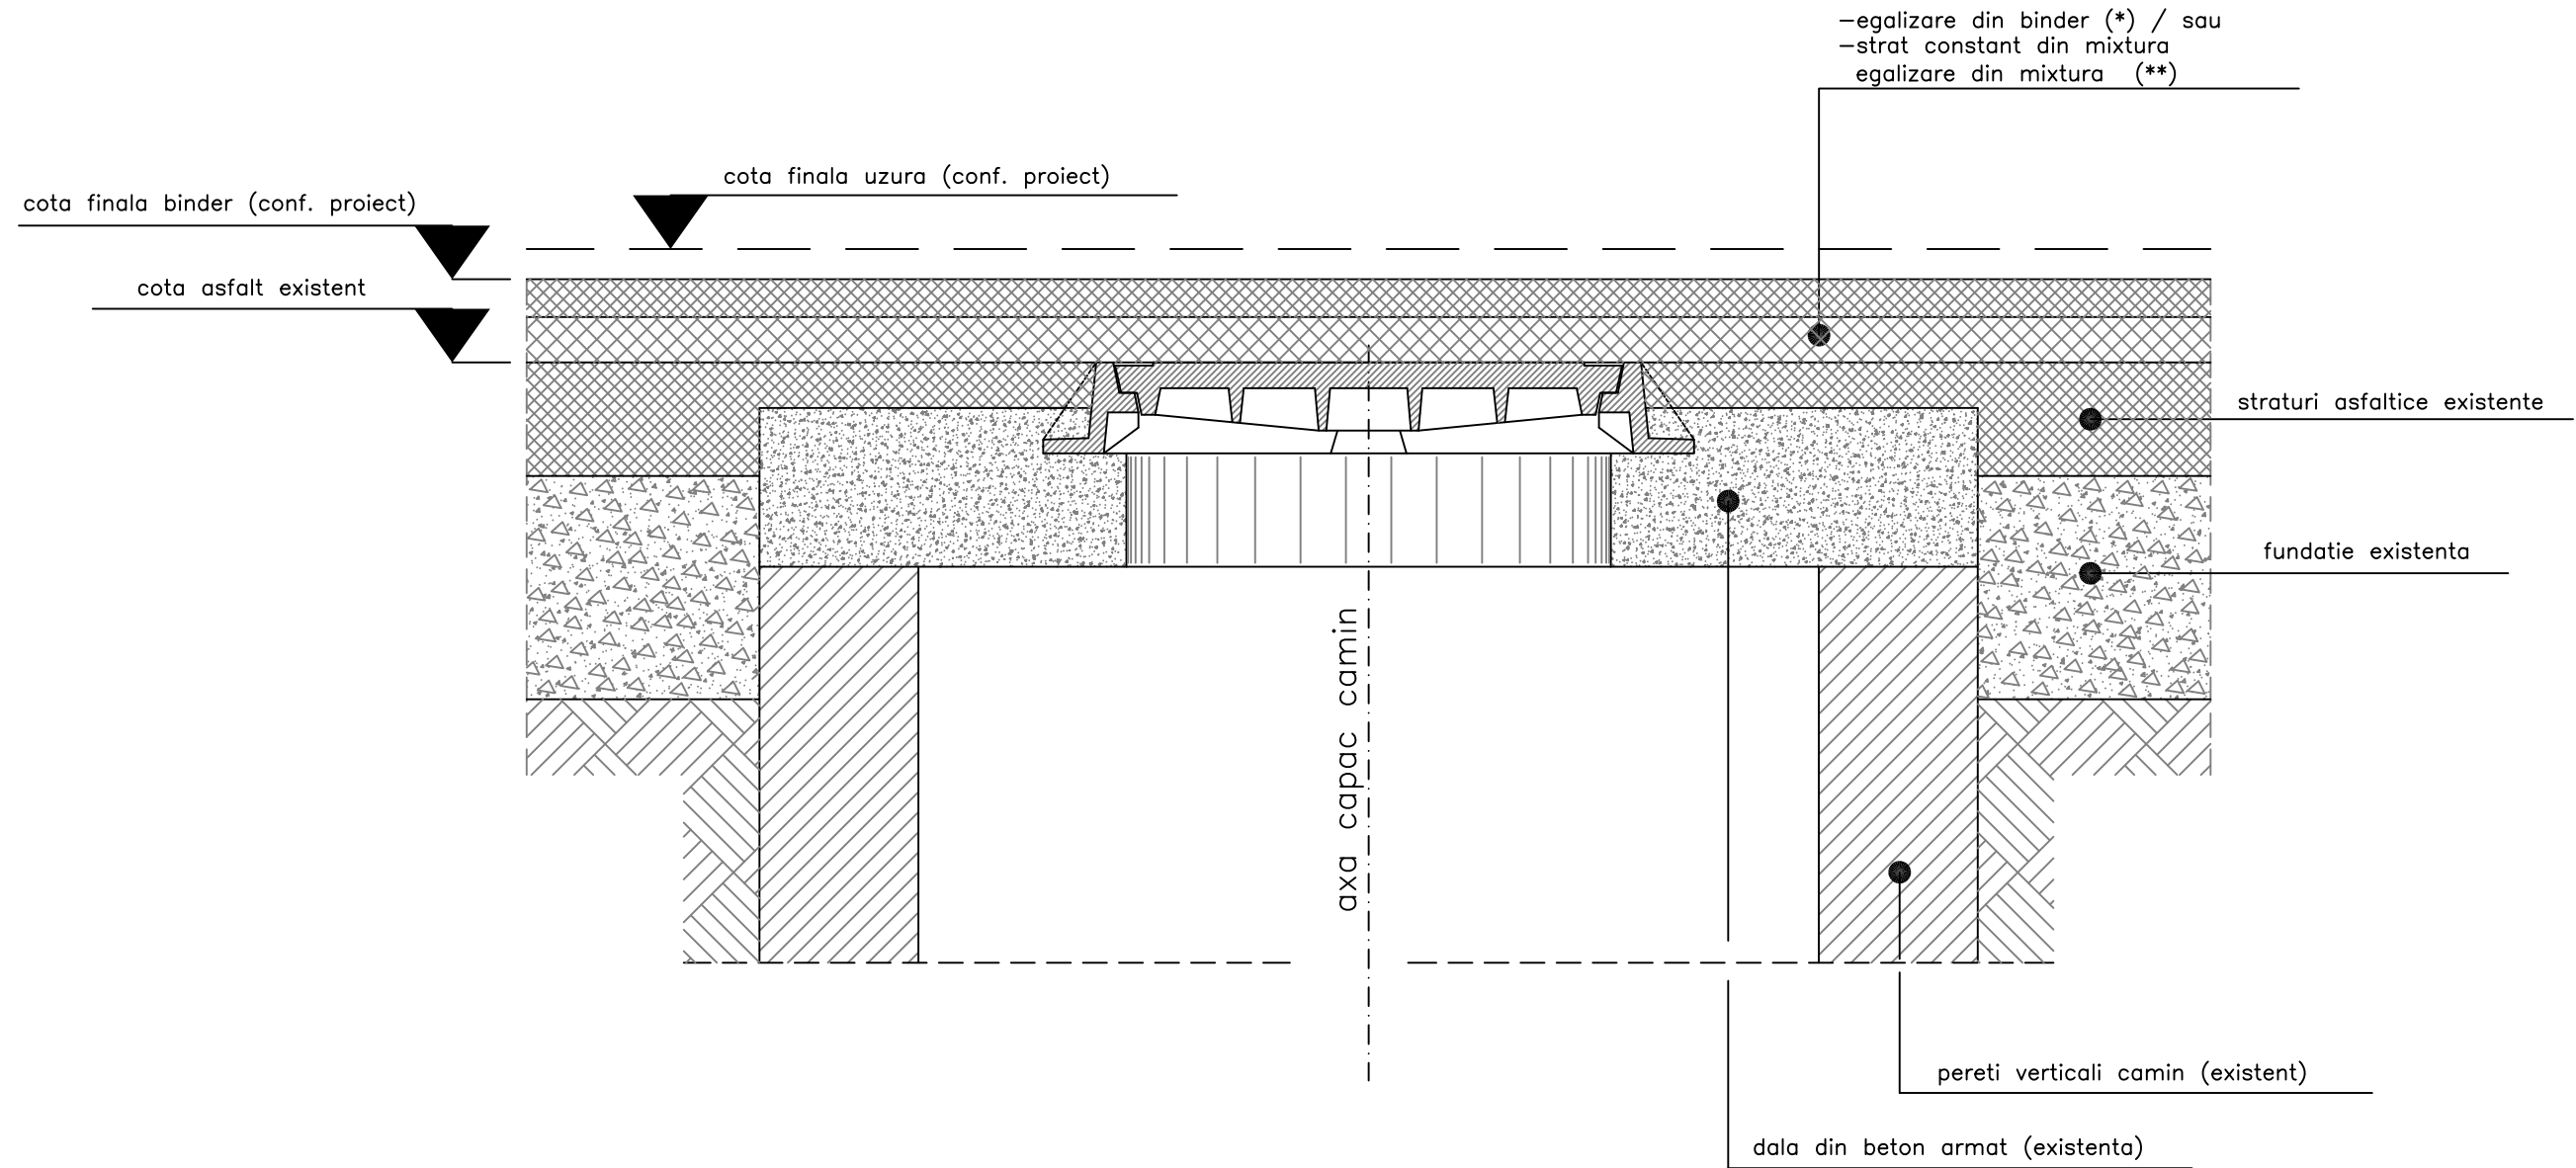 -egalizare din binder (*) / sau
-strat constant din mixtura
egalizare din mixtura (**)
cota finala uzura (conf. proiect)
cota finala binder (conf. proiect)
cota asfalt existent
straturi asfaltice existente
fundatie existenta
axa capac camin
pereti verticali camin (existent)
dala din beton armat (existenta)